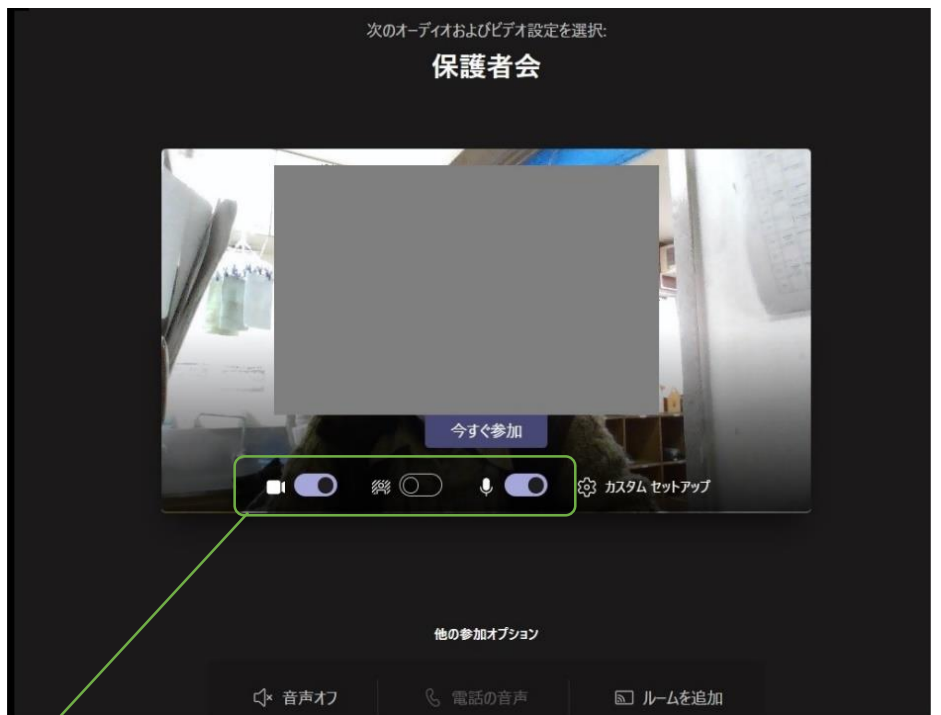 次のオーディオおよびビデオ設定を選択:
保護者会
今すぐ参加
カスタム セットアップ
他の参加オプション
音声オフ
電話の音声
ルームを追加